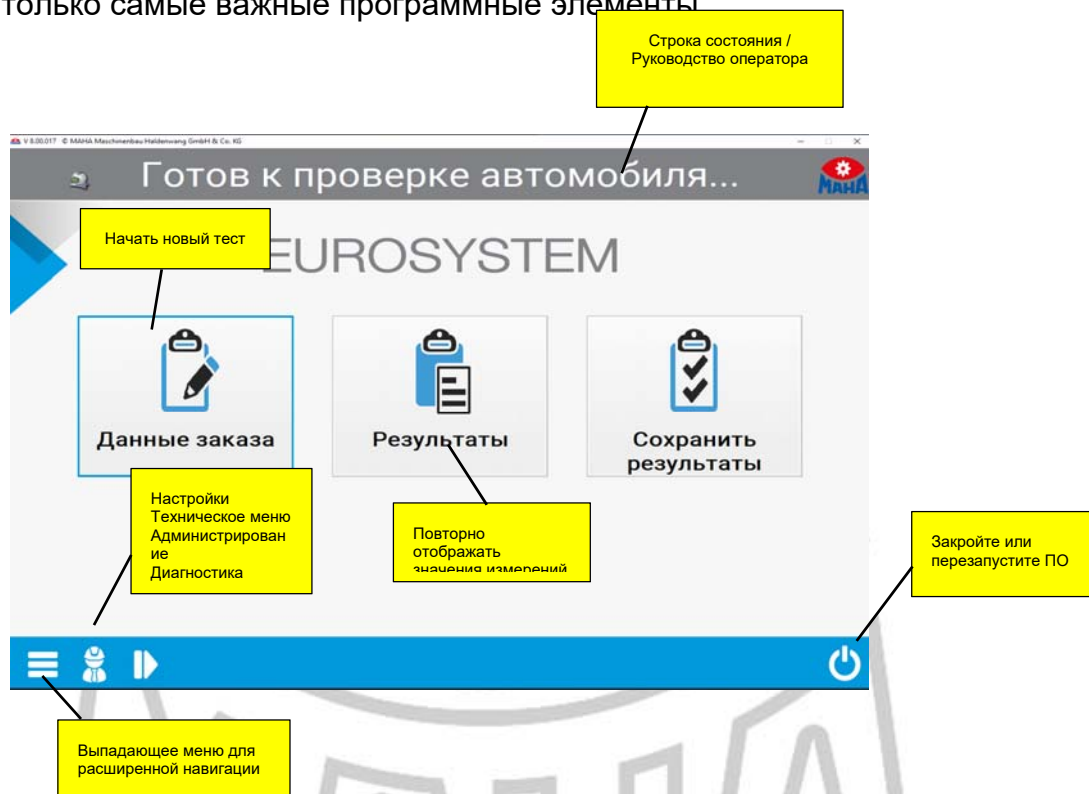 только самые важные программные элементы
Строка состояния /
Руководство оператора
V 8.00.017 © MAHA Maschinenbau Haldenwang GmbH & Co. KG
Готов к проверке автомобиля...
MAHA
Начать новый тест
EUROSYSTEM
Данные заказа
Результаты
Сохранить
результаты
Настройки
Техническое меню
Администрирован
ие
Диагностика
Повторно
отображать
значения измерений
Закройте или
перезапустите ПО
Выпадающее меню для
расширенной навигации